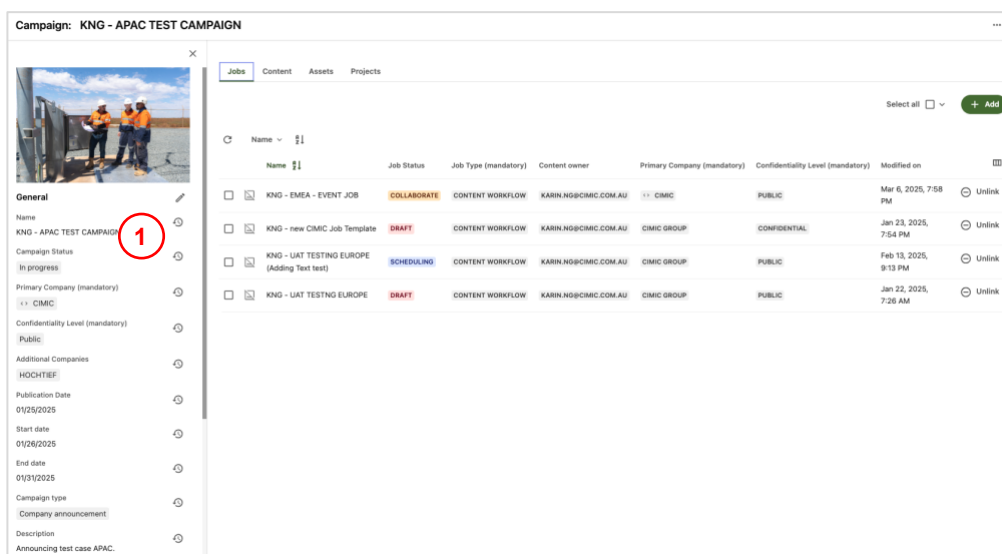 Campaign: KNG - APAC TEST CAMPAIGN
Jobs Content Assets Projects
Select all
+ Add
Name
Name Job Status Job Type (mandatory) Content owner Primary Company (mandatory) Confidentiality Level (mandatory) Modified on
KNG - EMEA - EVENT JOB COLLABORATE CONTENT WORKFLOW KARIN.NG@CIMIC.COM.AU CIMIC PUBLIC Mar 6, 2025, 7:58 PM Unlink
KNG - new CIMIC Job Template DRAFT CONTENT WORKFLOW KARIN.NG@CIMIC.COM.AU CIMIC GROUP CONFIDENTIAL Jan 23, 2025, 7:54 PM Unlink
KNG - UAT TESTING EUROPE (Adding Text test) SCHEDULING CONTENT WORKFLOW KARIN.NG@CIMIC.COM.AU CIMIC GROUP PUBLIC Feb 13, 2025, 9:13 PM Unlink
KNG - UAT TESTNG EUROPE DRAFT CONTENT WORKFLOW KARIN.NG@CIMIC.COM.AU CIMIC GROUP PUBLIC Jan 22, 2025, 7:26 AM Unlink
General
Name
KNG - APAC TEST CAMPAIGN
1
Campaign Status
In progress
Primary Company (mandatory)
CIMIC
Confidentiality Level (mandatory)
Public
Additional Companies
HOCHTIEF
Publication Date
01/25/2025
Start date
01/26/2025
End date
01/31/2025
Campaign type
Company announcement
Description
Announcing test case APAC.